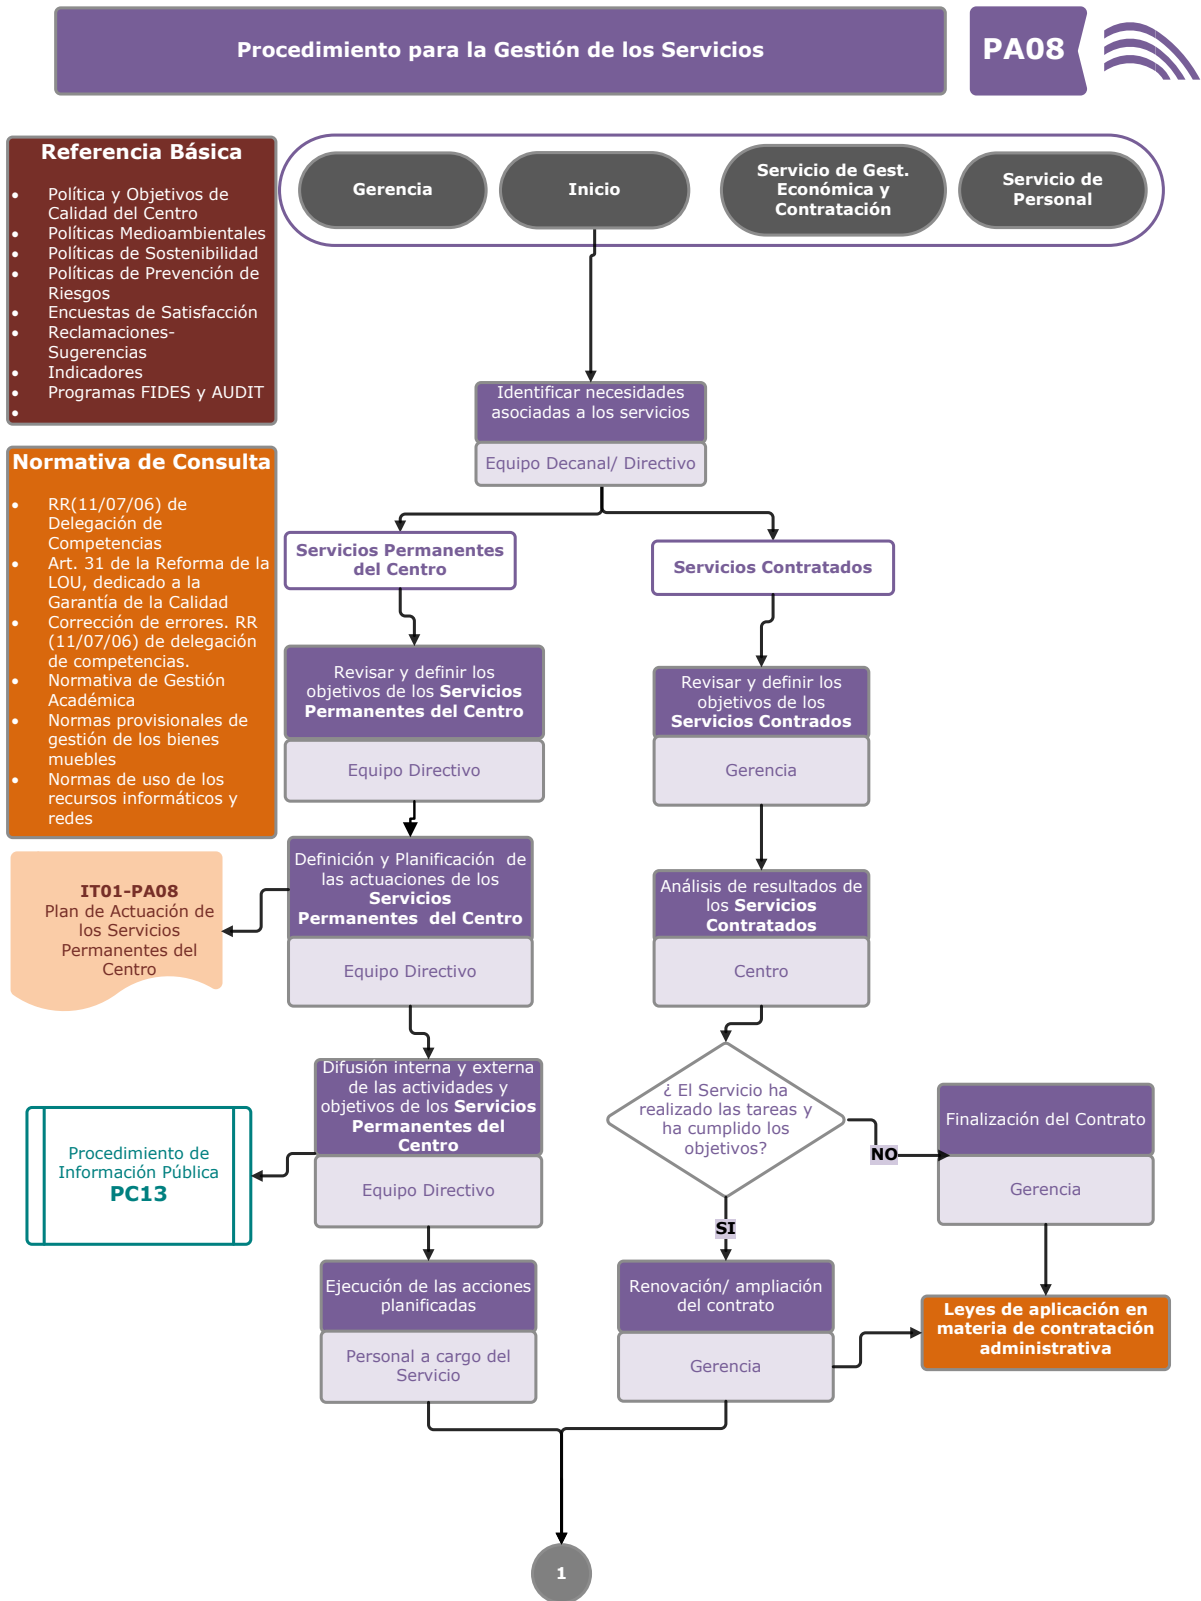 Procedimiento para la Gestión de los Servicios
PA08
Referencia Básica
• Política y Objetivos de
Calidad del Centro
• Políticas Medioambientales
• Políticas de Sostenibilidad
• Políticas de Prevención de
Riesgos
• Encuestas de Satisfacción
• Reclamaciones-
Sugerencias
• Indicadores
• Programas FIDES y AUDIT
•
Gerencia
Inicio
Servicio de Gest.
Económica y
Contratación
Servicio de
Personal
Normativa de Consulta
• RR(11/07/06) de
Delegación de
Competencias
• Art. 31 de la Reforma de la
LOU, dedicado a la
Garantía de la Calidad
• Corrección de errores. RR
(11/07/06) de delegación
de competencias.
• Normativa de Gestión
Académica
• Normas provisionales de
gestión de los bienes
muebles
• Normas de uso de los
recursos informáticos y
redes
Identificar necesidades
asociadas a los servicios
Equipo Decanal/ Directivo
Servicios Permanentes
del Centro
Servicios Contratados
Revisar y definir los
objetivos de los Servicios
Permanentes del Centro
Equipo Directivo
Revisar y definir los
objetivos de los
Servicios Contrados
Gerencia
Definición y Planificación de
las actuaciones de los
Servicios
Permanentes del Centro
Equipo Directivo
IT01-PA08
Plan de Actuación de
los Servicios
Permanentes del
Centro
Análisis de resultados de
los Servicios
Contratados
Centro
Difusión interna y externa
de las actividades y
objetivos de los Servicios
Permanentes del
Centro
Equipo Directivo
Procedimiento de
Información Pública
PC13
¿ El Servicio ha
realizado las tareas y
ha cumplido los
objetivos?
NO
SI
Finalización del Contrato
Gerencia
Ejecución de las acciones
planificadas
Personal a cargo del
Servicio
Renovación/ ampliación
del contrato
Gerencia
Leyes de aplicación en
materia de contratación
administrativa
1